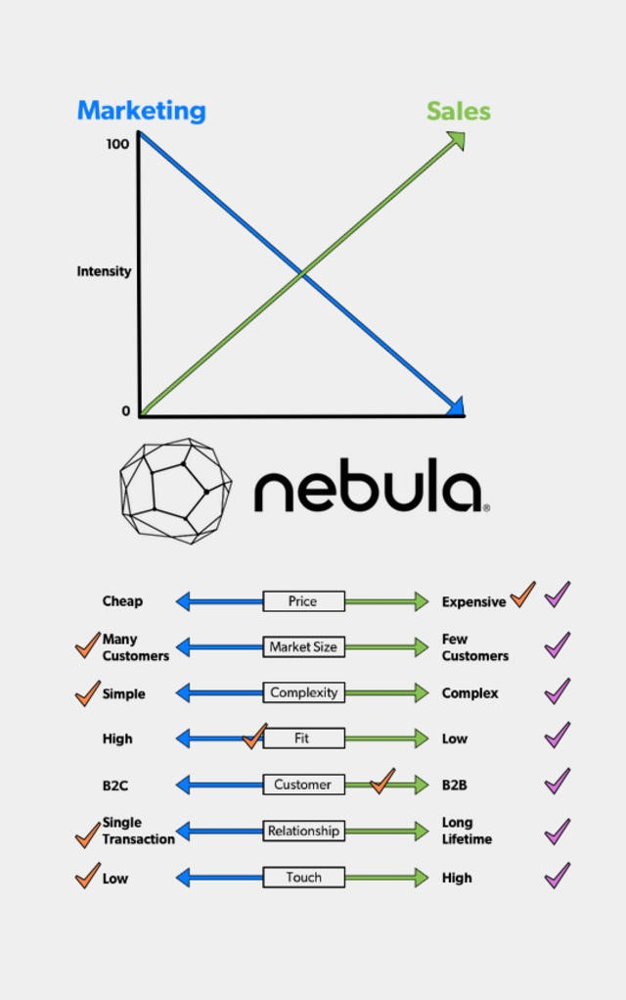 Marketing
Sales
100
Intensity
0
nebula®
Cheap
Price
Expensive
Many
Customers
Market Size
Few
Customers
Simple
Complexity
Complex
High
Fit
Low
B2C
Customer
B2B
Single
Transaction
Relationship
Long
Lifetime
Low
Touch
High